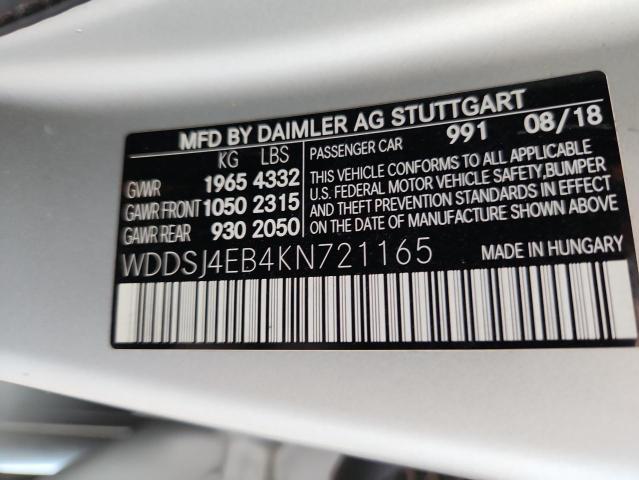 MFD BY DAIMLER AG STUTTGART
KG LBS
GVWR 1965 4332
GAWR FRONT 1050 2315
GAWR REAR 930 2050
PASSENGER CAR 991 08/18
THIS VEHICLE CONFORMS TO ALL APPLICABLE
U.S. FEDERAL MOTOR VEHICLE SAFETY,BUMPER
AND THEFT PREVENTION STANDARDS IN EFFECT
ON THE DATE OF MANUFACTURE SHOWN ABOVE
WDDSJ4EB4KN721165
MADE IN HUNGARY